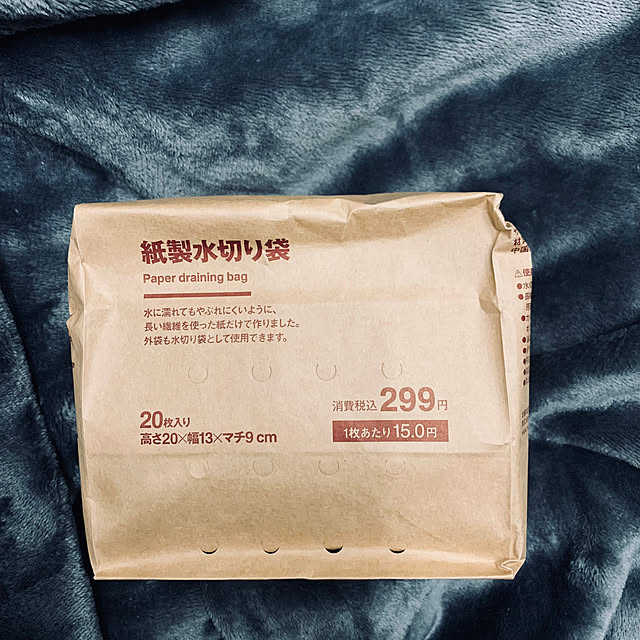 紙製水切り袋
Paper draining bag
水に濡れてもやぶれにくいように、
長い繊維を使った紙だけで作りました。
外袋も水切り袋として使用できます。
消費税込299円
1枚あたり15.0円
20枚入り
高さ20×幅13×マチ9 cm